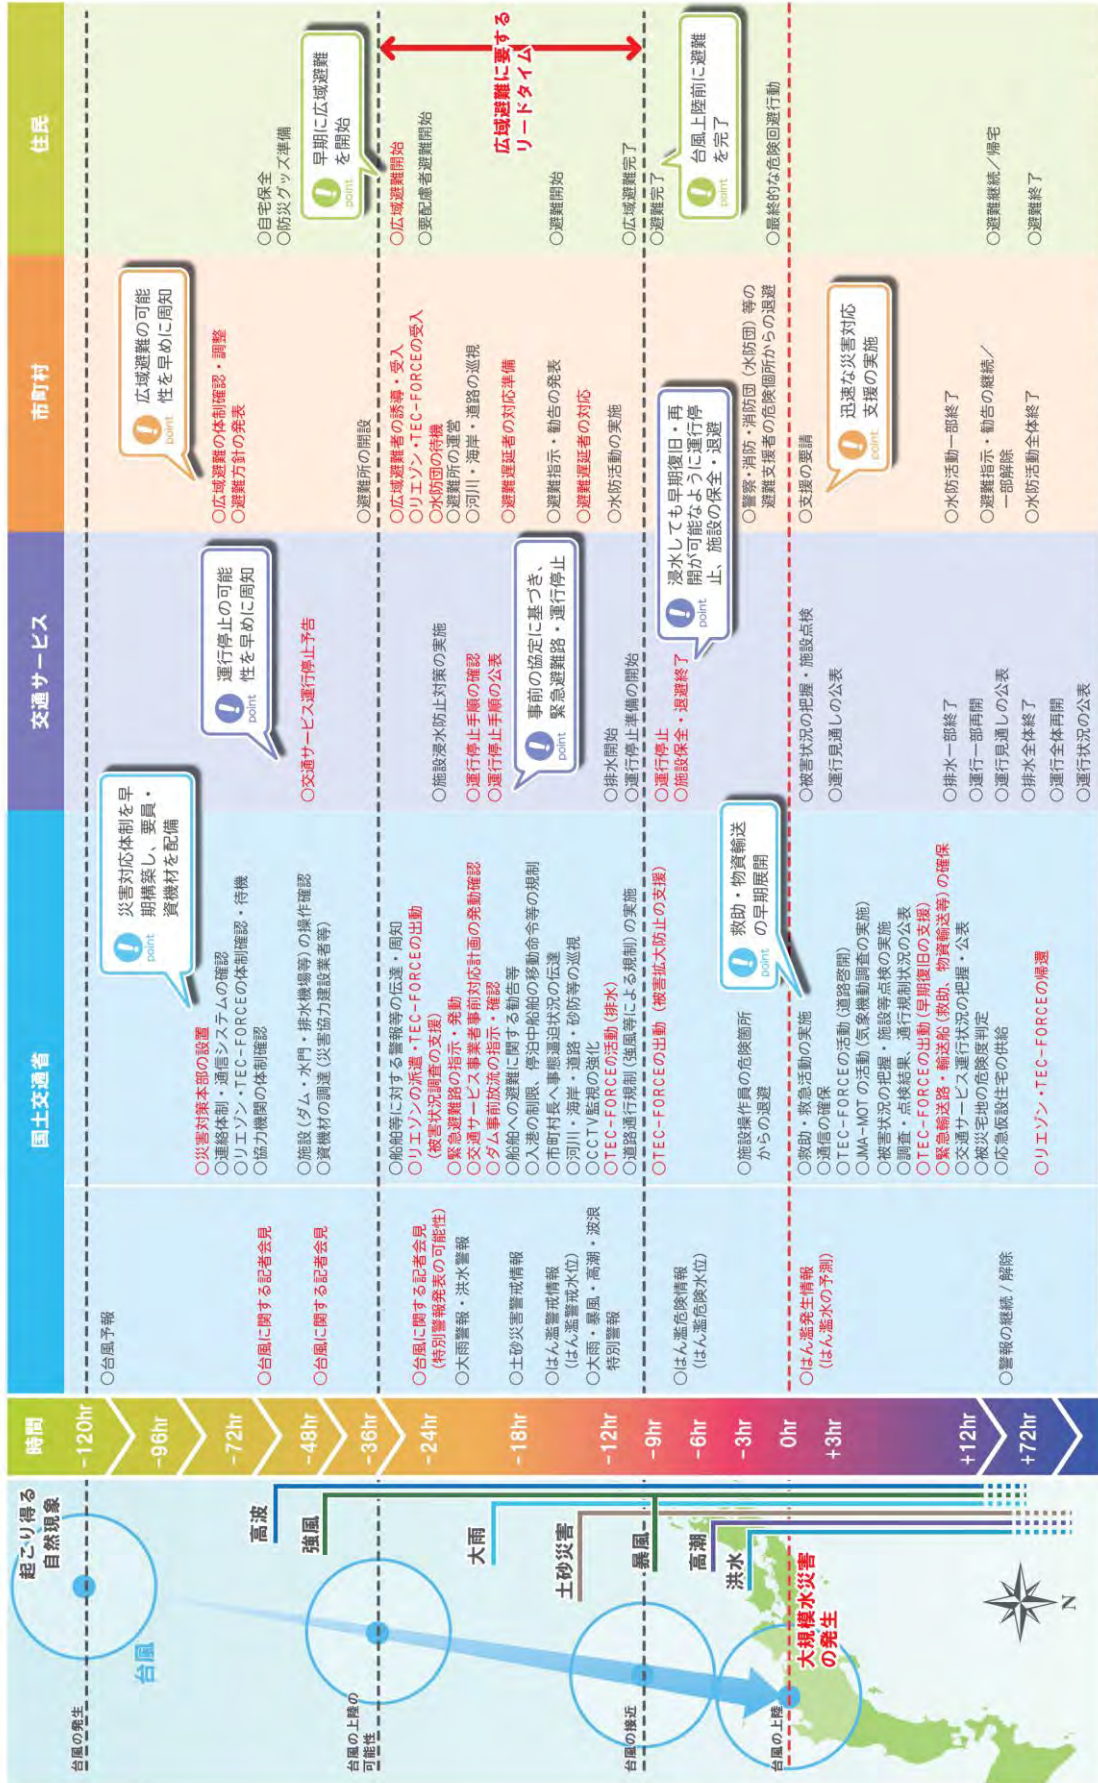 起こり得る
自然現象
台風
台風の発生
台風の上陸の
可能性
台風の接近
台風の上陸
高波
強風
大雨
土砂災害
暴風
高潮
洪水
大規模水災害
の発生
N
時間
-120hr
-96hr
-72hr
-48hr
-36hr
-24hr
-18hr
-12hr
-9hr
-6hr
-3hr
0hr
+3hr
+12hr
+72hr
国土交通省
○台風予報
○台風に関する記者会見
○台風に関する記者会見
○台風に関する記者会見
(特別警報発表の可能性)
○大雨警報・洪水警報
○土砂災害警戒情報
○はん濫警戒情報
(はん濫警戒水位)
○大雨・暴風・高潮・波浪
特別警報
○はん濫危険情報
(はん濫危険水位)
○はん濫発生情報
(はん濫水の予測)
○警報の継続/解除
point
災害対応体制を早
期構築し、要員・
資機材を配備
○災害対策本部の設置
○連絡体制・通信システムの確認
○リエゾン・TEC-FORCEの体制確認・待機
○協力機関の体制確認
○施設(ダム・水門・排水機場等)の操作確認
○資機材の調達(災害協力建設業者等)
○船舶等に対する警報等の伝達・周知
○リエゾンの派遣・TEC-FORCEの出動
(被害状況調査の支援)
○緊急避難路の指示・発動
○交通サービス事業者事前対応計画の発動確認
○ダム事前放流の指示・確認
○船舶への避難に関する勧告等
○入港の制限、停泊中船舶の移動命令等の規制
○市町村長へ事態逼迫状況の伝達
○河川・海岸・道路・砂防等の巡視
○CCTV監視の強化
○TEC-FORCEの活動(排水)
○道路通行規制(強風等による規制)の実施
○TEC-FORCEの出動(被害拡大防止の支援)
○施設操作員の危険箇所
からの退避
point
救助・物資輸送
の早期展開
○救助・救急活動の実施
○通信の確保
○TEC-FORCEの活動(道路啓開)
○JMA-MOTの活動(気象機動調査の実施)
○被害状況の把握・施設等点検の実施
調査・点検結果、通行規制状況の公表
○TEC-FORCEの出動(早期復旧の支援)
○緊急輸送路・輸送船(救助、物資輸送等)の確保
○交通サービス運行状況の把握・公表
○被災宅地の危険度判定
○応急仮設住宅の供給
○リエゾン・TEC-FORCEの帰還
交通サービス
point
運行停止の可能
性を早めに周知
○交通サービス運行停止予告
○施設浸水防止対策の実施
○運行停止手順の確認
○運行停止手順の公表
point
事前の協定に基づき、
緊急避難路・運行停止
○排水開始
○運行停止準備の開始
○運行停止
○施設保全・退避終了
point
浸水しても早期復旧・再
開が可能なように運行停
止、施設の保全・退避
○被害状況の把握・施設点検
○運行見通しの公表
○排水一部終了
○運行一部再開
○運行見通しの公表
○排水全体終了
○運行全体再開
○運行状況の公表
市町村
point
広域避難の可能
性を早めに周知
○広域避難の体制確認・調整
○避難方針の発表
○避難所の開設
○広域避難者の誘導・受入
○リエゾン・TEC-FORCEの受入
○水防団の待機
○避難所の運営
○河川・海岸・道路の巡視
○避難遅延者の対応準備
○避難指示・勧告の発表
○避難遅延者の対応
○水防活動の実施
○警察・消防・消防団(水防団)等の
避難支援者の危険個所からの退避
○支援の要請
point
迅速な災害対応
支援の実施
○水防活動一部終了
○避難指示・勧告の継続/
一部解除
○水防活動全体終了
住民
○自宅保全
○防災グッズ準備
point
早期に広域避難
を開始
○広域避難開始
○要配慮者避難開始
広域避難に要する
リードタイム
○避難開始
○広域避難完了
○避難完了
point
台風上陸前に避難
を完了
○最終的な危険回避行動
○避難継続/帰宅
○避難終了